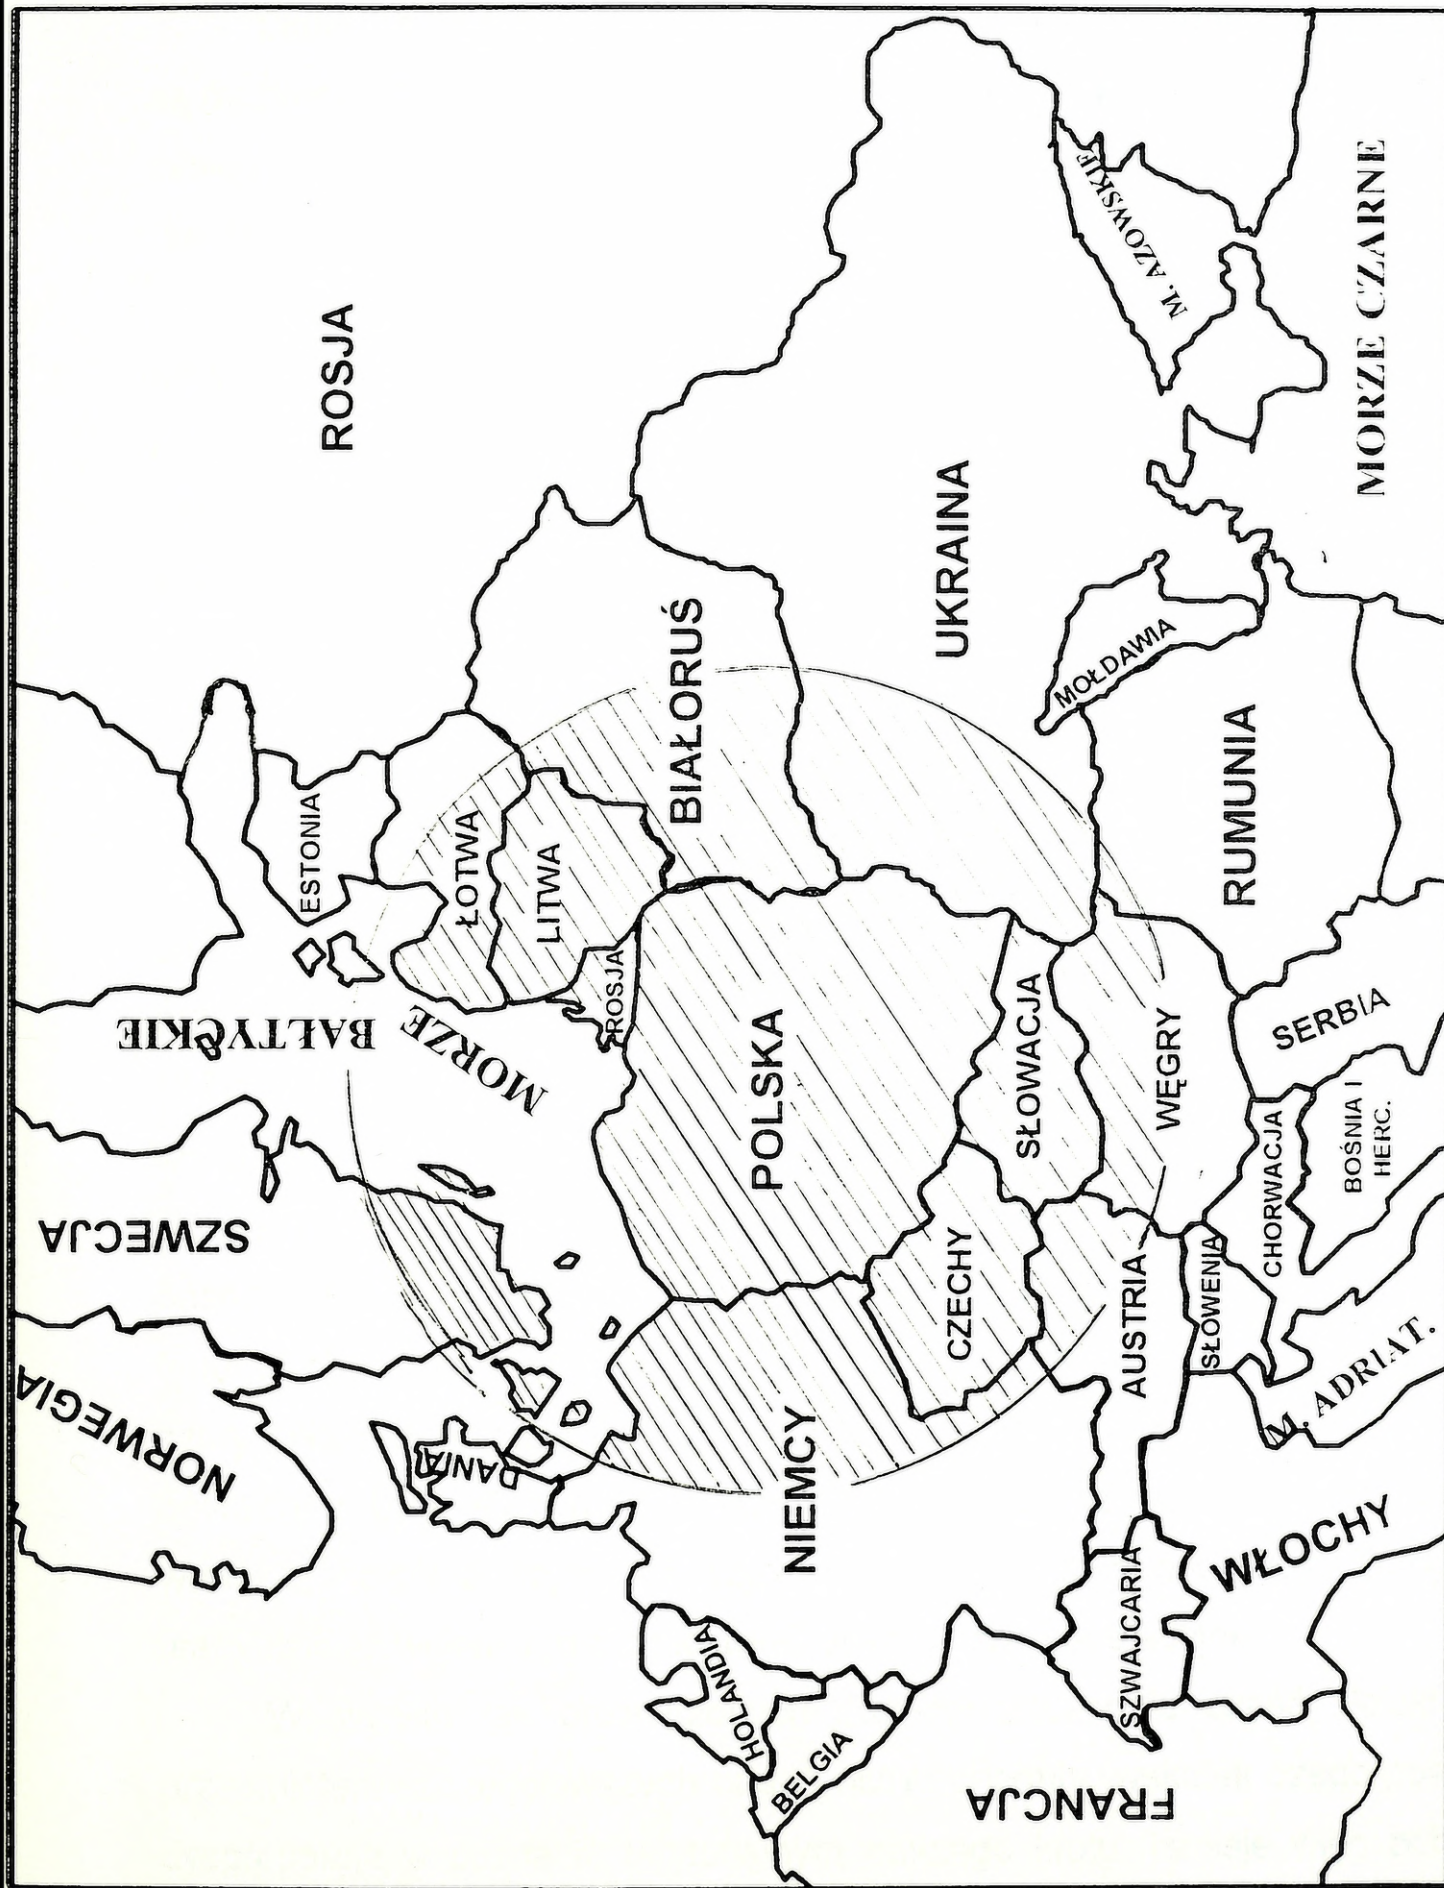 NORWEGIA
SZWECJA
MORZE
BAŁTYCKIE
ESTONIA
ROSJA
DANIA
ŁOTWA
LITWA
ROSJA
BIAŁORUŚ
HOLANDIA
BELGIA
NIEMCY
POLSKA
UKRAINA
CZECHY
SŁOWACJA
FRANCJA
SZWAJCARIA
AUSTRIA
WĘGRY
MOŁDAWIA
M. AZOWSKIE
SŁOWENIA
RUMUNIA
WŁOCHY
CHORWACJA
SERBIA
M. ADRIAT.
BOŚNIA I
HERC.
MORZE CZARNE